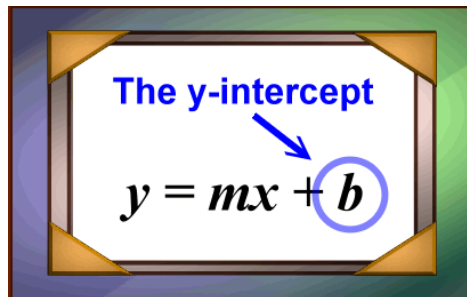 The y-intercept
y = mx + b